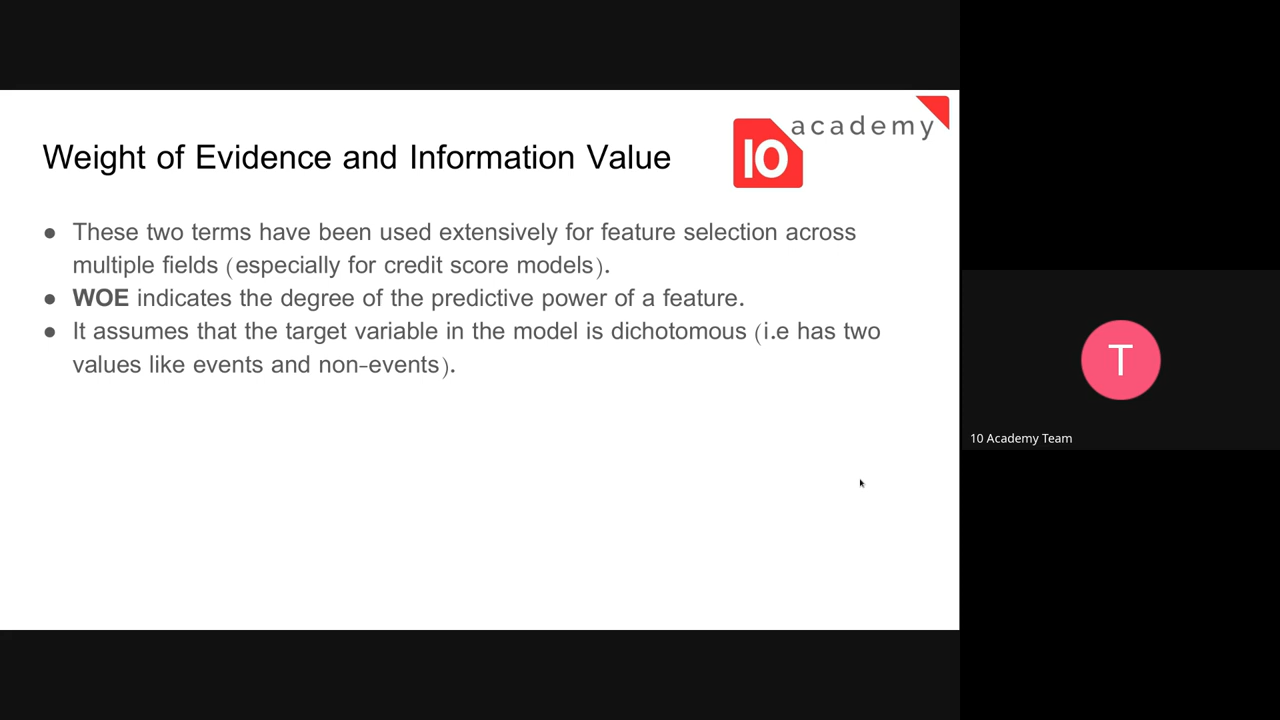 academy
10
Weight of Evidence and Information Value
● These two terms have been used extensively for feature selection across
multiple fields (especially for credit score models).
● WOE indicates the degree of the predictive power of a feature.
● It assumes that the target variable in the model is dichotomous (i.e has two
values like events and non-events).
T
10 Academy Team